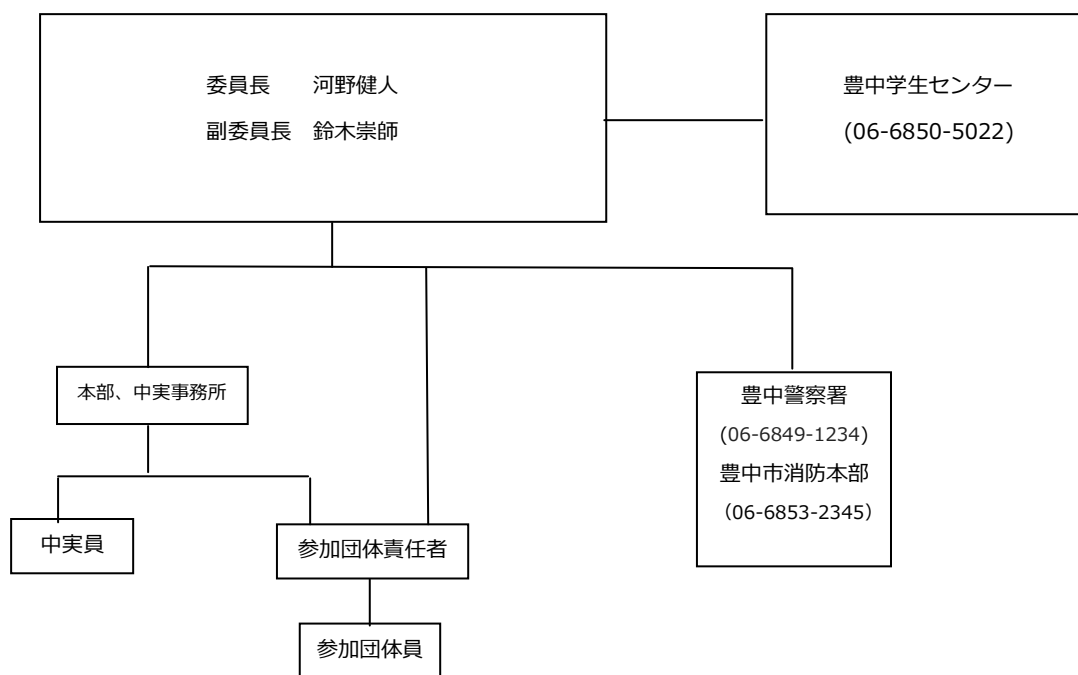 委員長　　河野健人
副委員長　鈴木崇師
豊中学生センター
(06-6850-5022)
本部、中実事務所
豊中警察署
(06-6849-1234)
豊中市消防本部
（06-6853-2345）
中実員
参加団体責任者
参加団体員